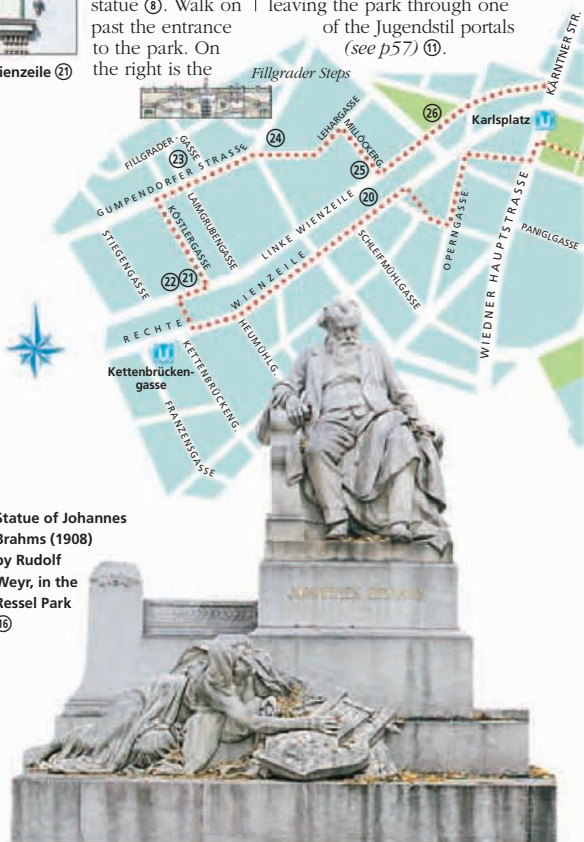 statue ⑧. Walk on
past the entrance
to the park. On
the right is the
leaving the park through one
of the Jugendstil portals
(see p57) ⑪.
ienzeile ㉑
Fillgrader Steps
KÄRNTNER STR.
㉖
Karlsplatz
LEHARGASSE
MILLÖCKERG.
㉔
FILLGRADER-
GASSE
㉓
GUMPENDORFER STRASSE
㉕
⑳
LINKE WIENZEILE
LAIMGRUBENGASSE
KÖSTLERGASSE
STIEGENGASSE
OPERNGASSE
WIEDNER HAUPTSTRASSE
PANIGLGASSE
SCHLEIFMÜHLGASSE
㉒ ㉑
RECHTE WIENZEILE
HEUMÜHLG.
KETTENBRÜCKENG.
Kettenbrücken-
gasse
FRANZENSGASSE
Statue of Johannes
Brahms (1908)
by Rudolf
Weyr, in the
Ressel Park
⑯
JOHANNES BRAHMS